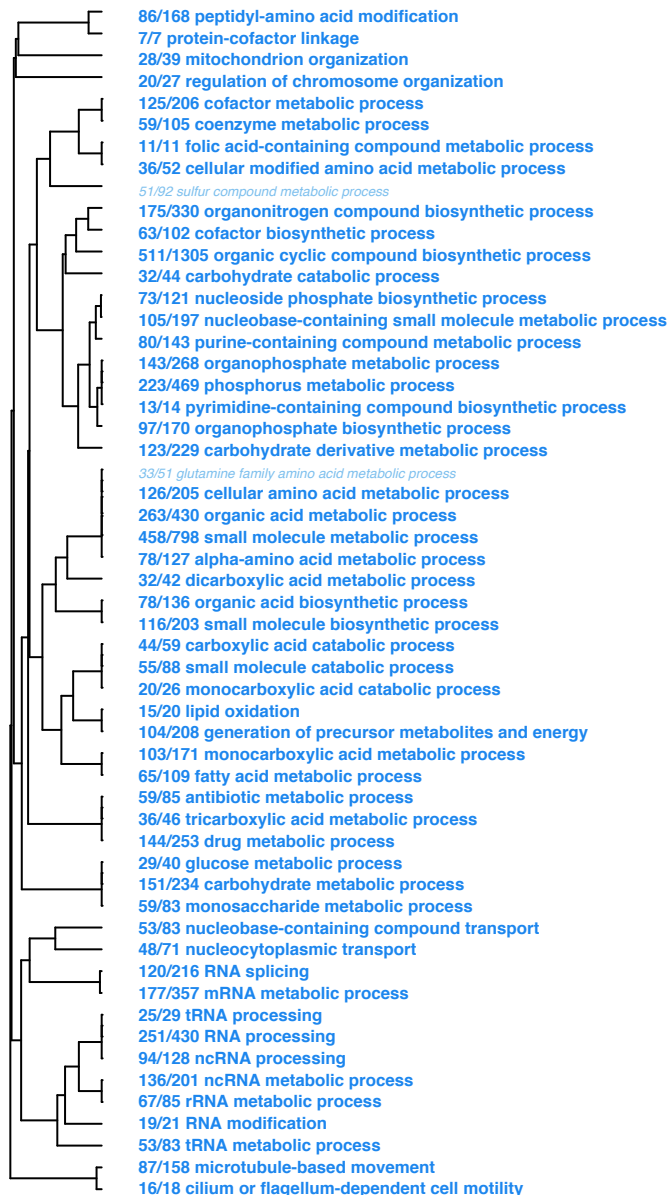 86/168 peptidyl-amino acid modification
7/7 protein-cofactor linkage
28/39 mitochondrion organization
20/27 regulation of chromosome organization
125/206 cofactor metabolic process
59/105 coenzyme metabolic process
11/11 folic acid-containing compound metabolic process
36/52 cellular modified amino acid metabolic process
51/92 sulfur compound metabolic process
175/330 organonitrogen compound biosynthetic process
63/102 cofactor biosynthetic process
511/1305 organic cyclic compound biosynthetic process
32/44 carbohydrate catabolic process
73/121 nucleoside phosphate biosynthetic process
105/197 nucleobase-containing small molecule metabolic process
80/143 purine-containing compound metabolic process
143/268 organophosphate metabolic process
223/469 phosphorus metabolic process
13/14 pyrimidine-containing compound biosynthetic process
97/170 organophosphate biosynthetic process
123/229 carbohydrate derivative metabolic process
33/51 glutamine family amino acid metabolic process
126/205 cellular amino acid metabolic process
263/430 organic acid metabolic process
458/798 small molecule metabolic process
78/127 alpha-amino acid metabolic process
32/42 dicarboxylic acid metabolic process
78/136 organic acid biosynthetic process
116/203 small molecule biosynthetic process
44/59 carboxylic acid catabolic process
55/88 small molecule catabolic process
20/26 monocarboxylic acid catabolic process
15/20 lipid oxidation
104/208 generation of precursor metabolites and energy
103/171 monocarboxylic acid metabolic process
65/109 fatty acid metabolic process
59/85 antibiotic metabolic process
36/46 tricarboxylic acid metabolic process
144/253 drug metabolic process
29/40 glucose metabolic process
151/234 carbohydrate metabolic process
59/83 monosaccharide metabolic process
53/83 nucleobase-containing compound transport
48/71 nucleocytoplasmic transport
120/216 RNA splicing
177/357 mRNA metabolic process
25/29 tRNA processing
251/430 RNA processing
94/128 ncRNA processing
136/201 ncRNA metabolic process
67/85 rRNA metabolic process
19/21 RNA modification
53/83 tRNA metabolic process
87/158 microtubule-based movement
16/18 cilium or flagellum-dependent cell motility